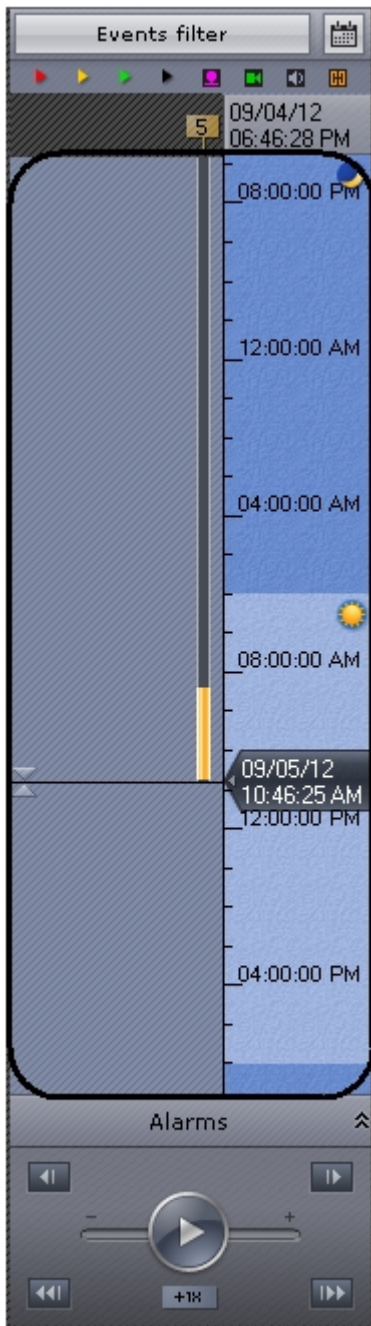 Events filter
5
09/04/12
06:46:28 PM
08:00:00 PM
12:00:00 AM
04:00:00 AM
08:00:00 AM
09/05/12
10:46:25 AM
12:00:00 PM
04:00:00 PM
Alarms
− +
+1X